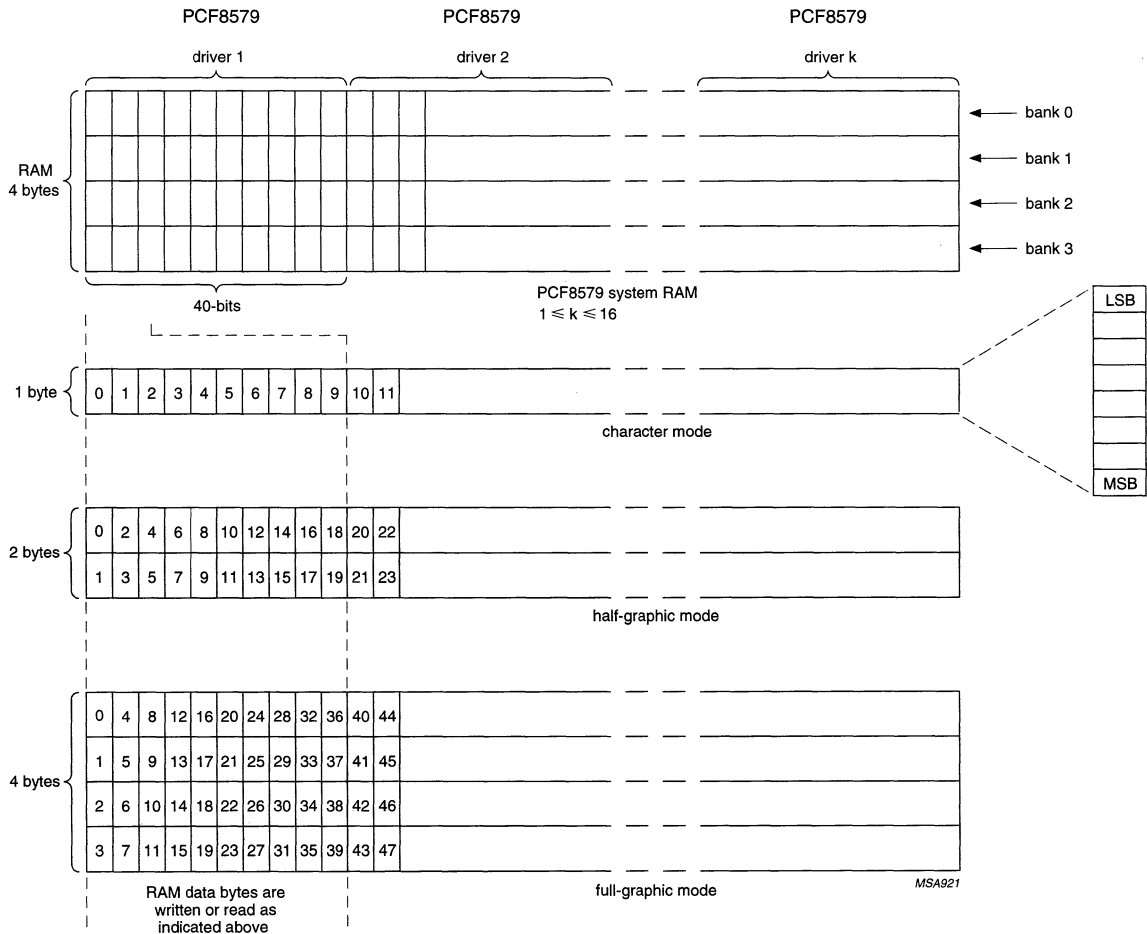 PCF8579 PCF8579 PCF8579
driver 1 driver 2 driver k
RAM
4 bytes
bank 0
bank 1
bank 2
bank 3
40-bits
PCF8579 system RAM
1 ≤ k ≤ 16
LSB
MSB
1 byte
0 1 2 3 4 5 6 7 8 9 10 11
character mode
2 bytes
0 2 4 6 8 10 12 14 16 18 20 22
1 3 5 7 9 11 13 15 17 19 21 23
half-graphic mode
4 bytes
0 4 8 12 16 20 24 28 32 36 40 44
1 5 9 13 17 21 25 29 33 37 41 45
2 6 10 14 18 22 26 30 34 38 42 46
3 7 11 15 19 23 27 31 35 39 43 47
RAM data bytes are
written or read as
indicated above
full-graphic mode
MSA921